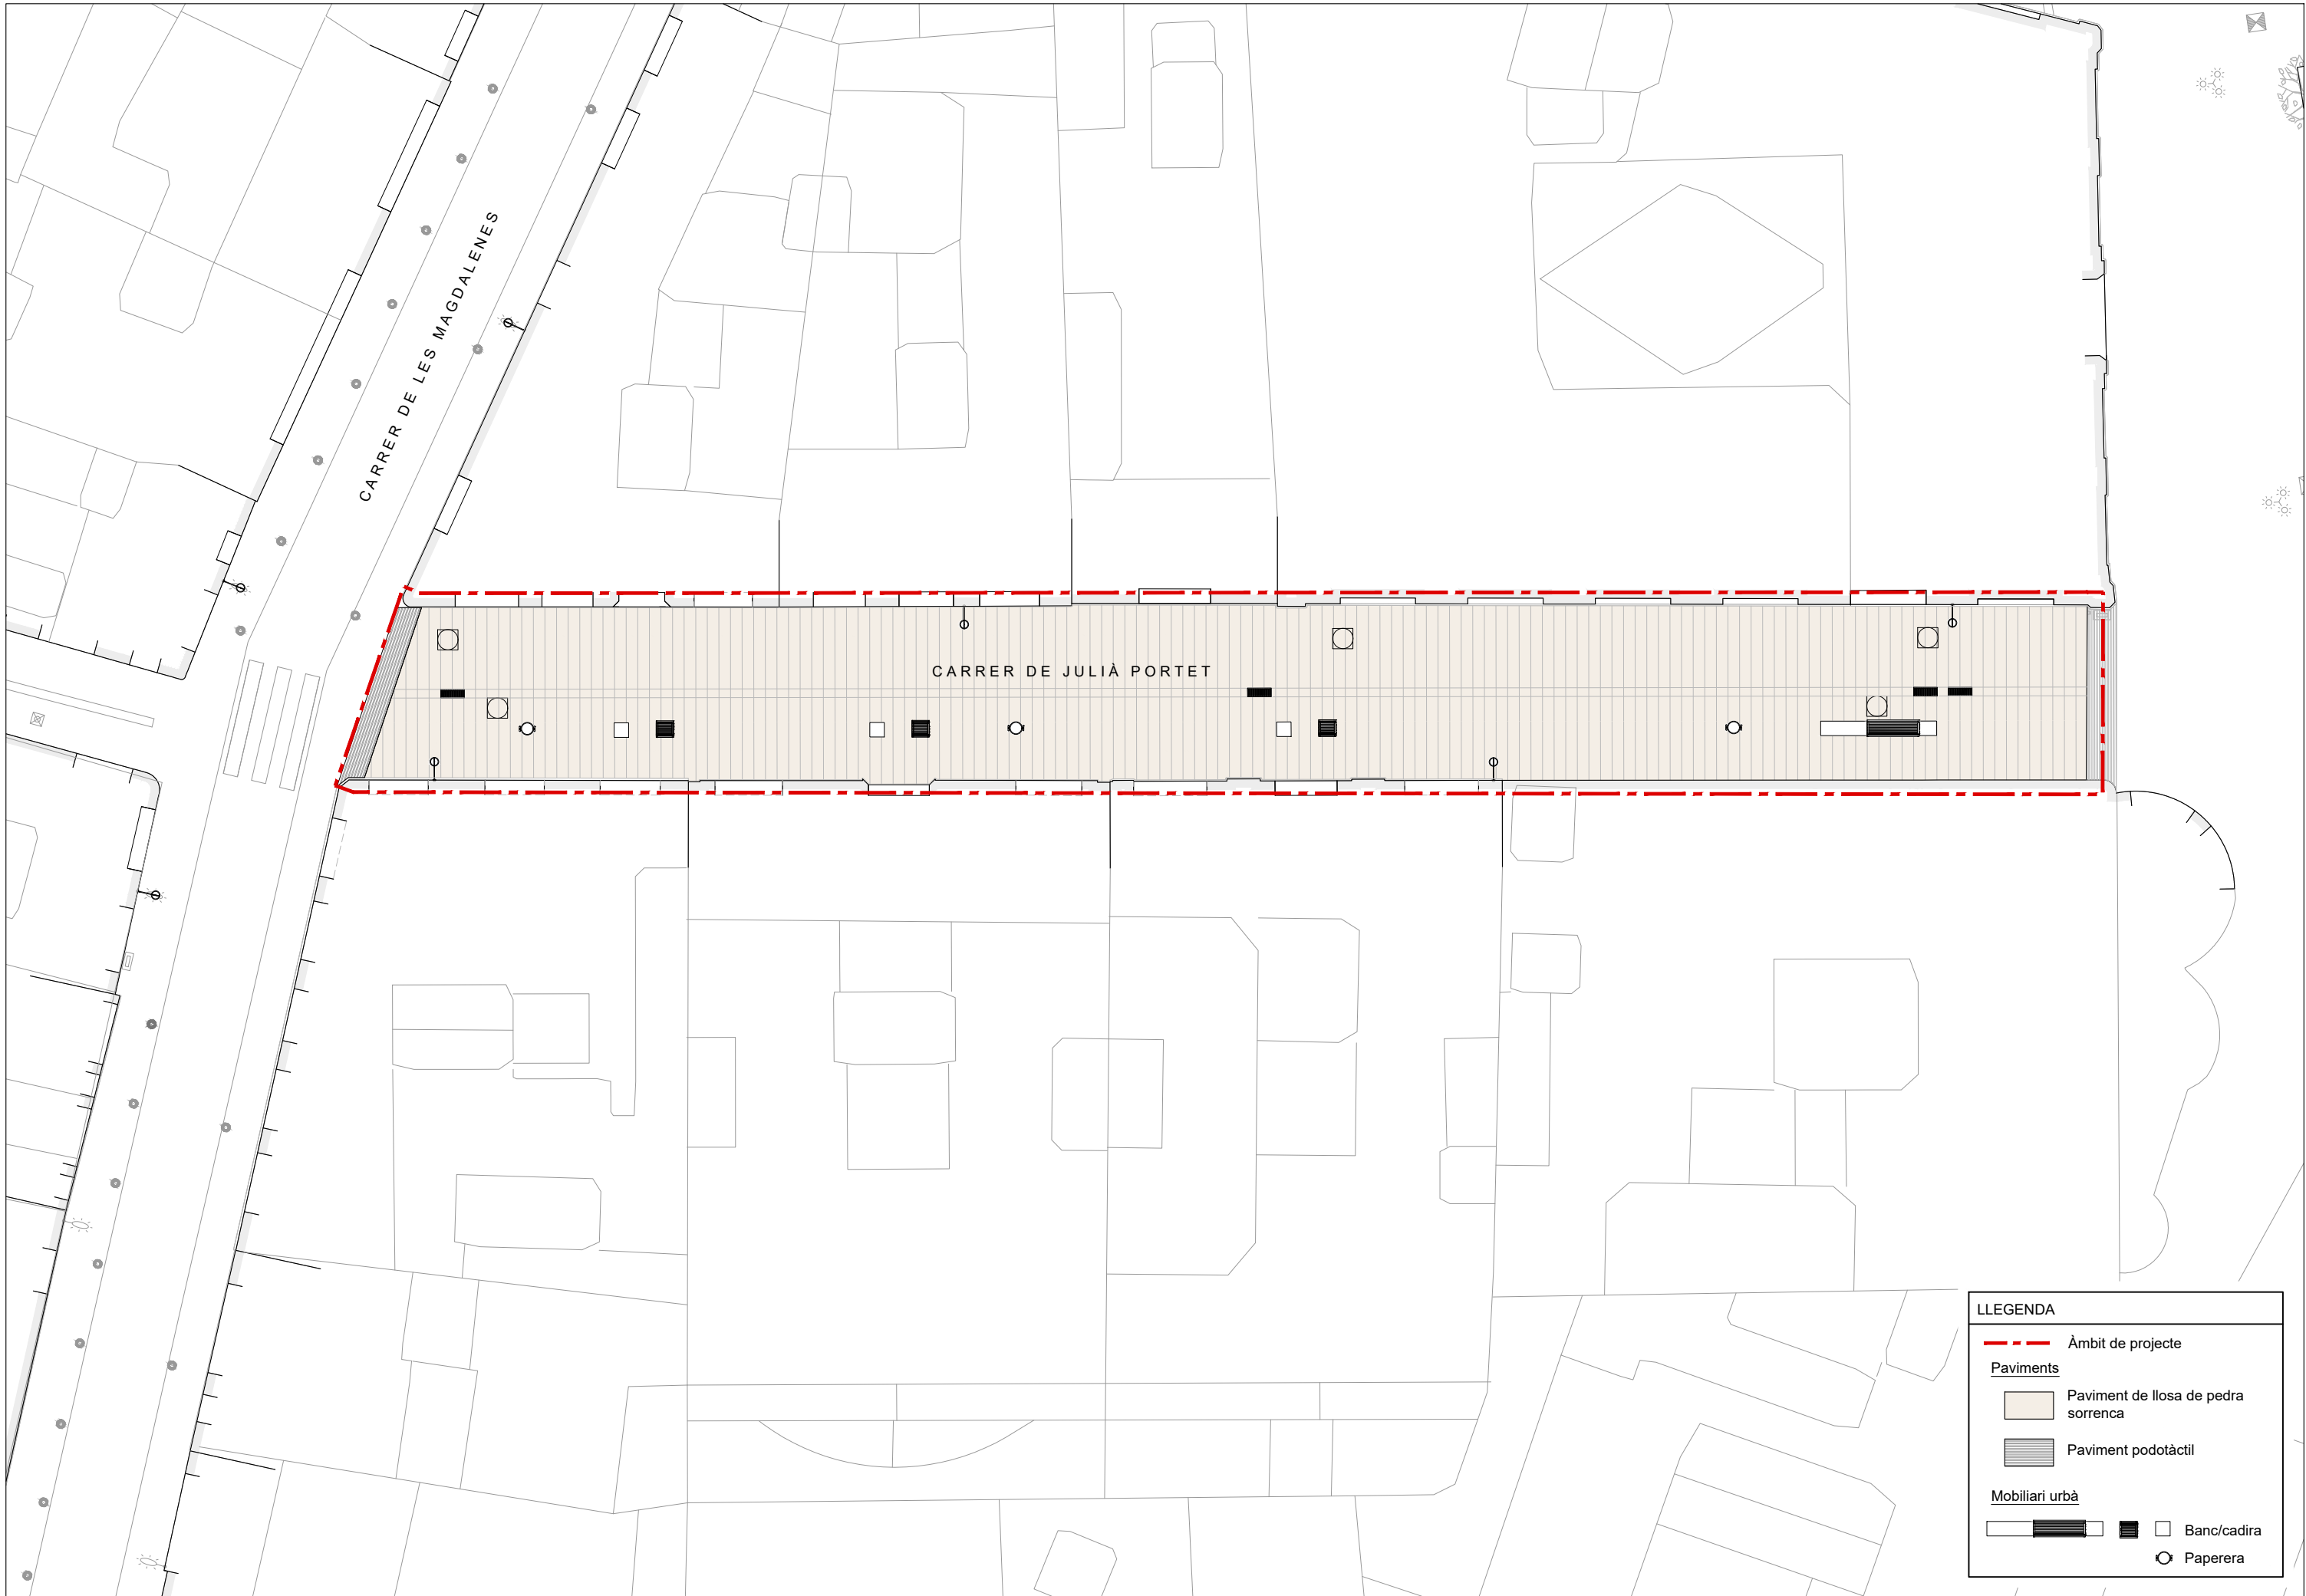 CARRER DE LES MAGDALENES
CARRER DE JULIÀ PORTET
LLEGENDA
Àmbit de projecte
Paviments
Paviment de llosa de pedra
sorrenca
Paviment podotàctil
Mobiliari urbà
Banc/cadira
Paperera